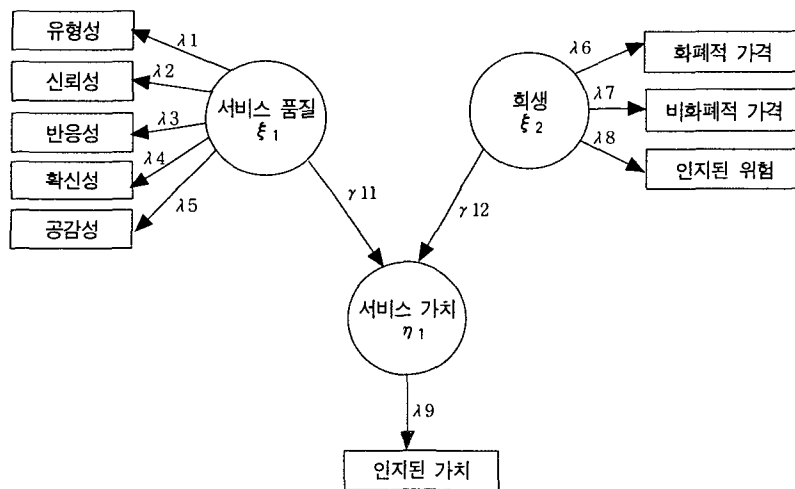 유형성
신뢰성
반응성
확신성
공감성
λ1
λ2
λ3
λ4
λ5
서비스 품질
ξ1
희생
ξ2
λ6
λ7
λ8
화폐적 가격
비화폐적 가격
인지된 위험
γ11
γ12
서비스 가치
η1
λ9
인지된 가치